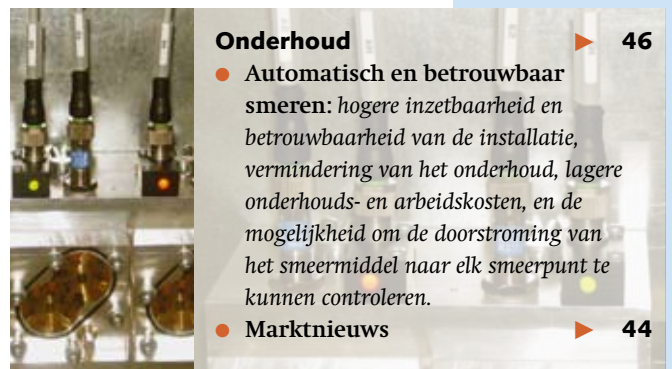 Onderhoud ▶ 46
● Automatisch en betrouwbaar
smeren: hogere inzetbaarheid en
betrouwbaarheid van de installatie,
vermindering van het onderhoud, lagere
onderhouds- en arbeidskosten, en de
mogelijkheid om de doorstroming van
het smeermiddel naar elk smeerpunt te
kunnen controleren.
● Marktnieuws ▶ 44